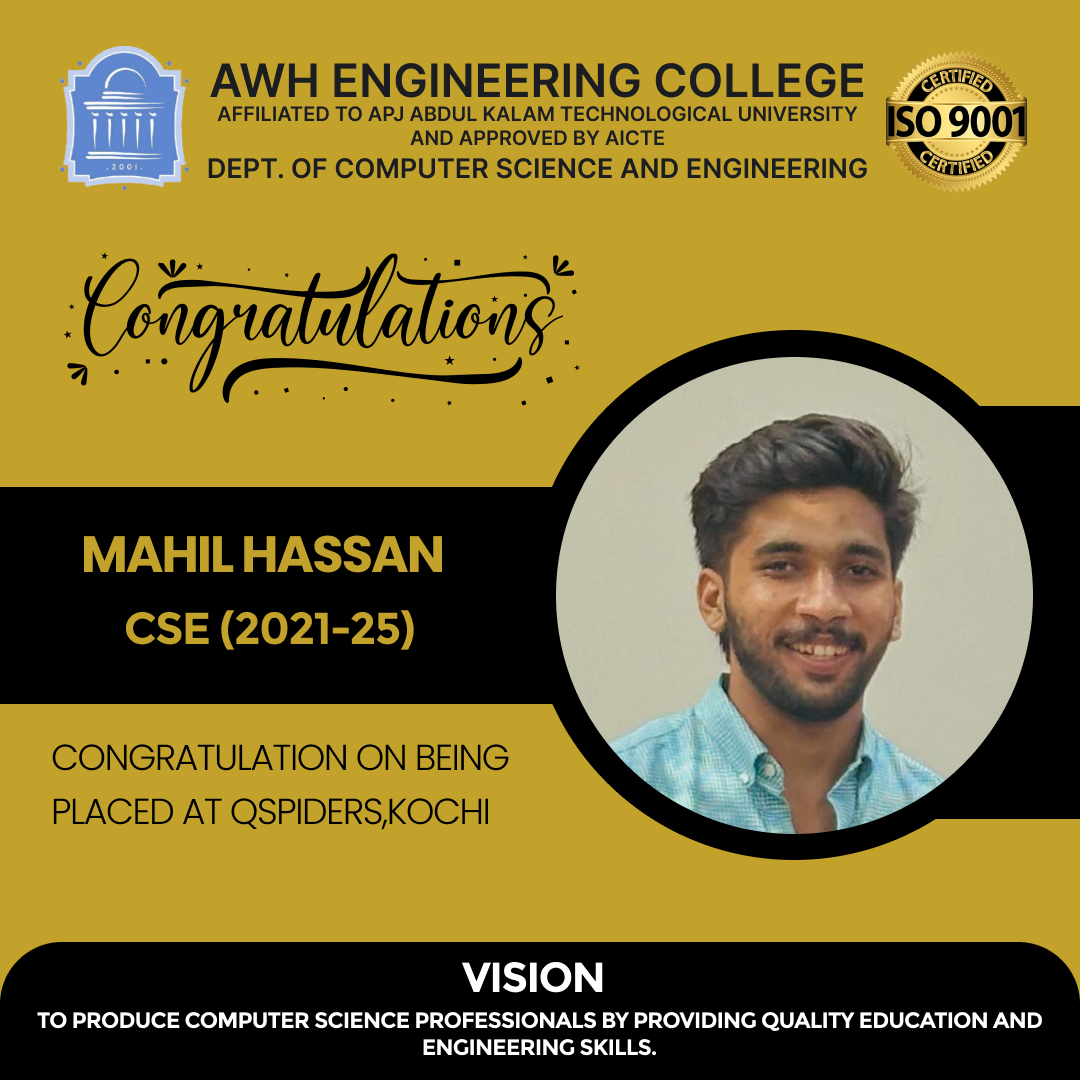 AWH ENGINEERING COLLEGE
AFFILIATED TO APJ ABDUL KALAM TECHNOLOGICAL UNIVERSITY
AND APPROVED BY AICTE
DEPT. OF COMPUTER SCIENCE AND ENGINEERING
.2001.
CERTIFIED
ISO 9001
CERTIFIED
Congratulations
MAHIL HASSAN
CSE (2021-25)
CONGRATULATION ON BEING
PLACED AT QSPIDERS,KOCHI
VISION
TO PRODUCE COMPUTER SCIENCE PROFESSIONALS BY PROVIDING QUALITY EDUCATION AND
ENGINEERING SKILLS.